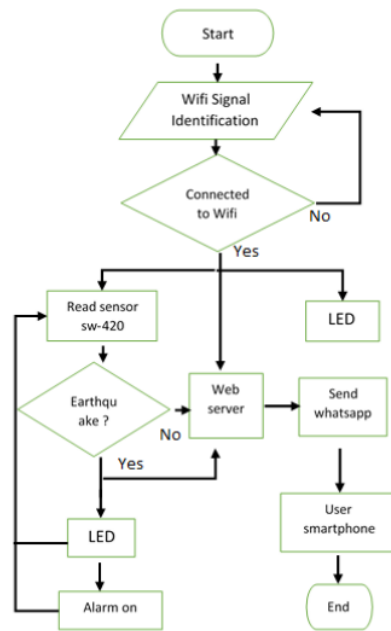 Start
Wifi Signal
Identification
Connected
to Wifi
No
Yes
Read sensor
sw-420
LED
Earthqu
ake ?
No
Web
server
Send
whatsapp
Yes
LED
User
smartphone
Alarm on
End